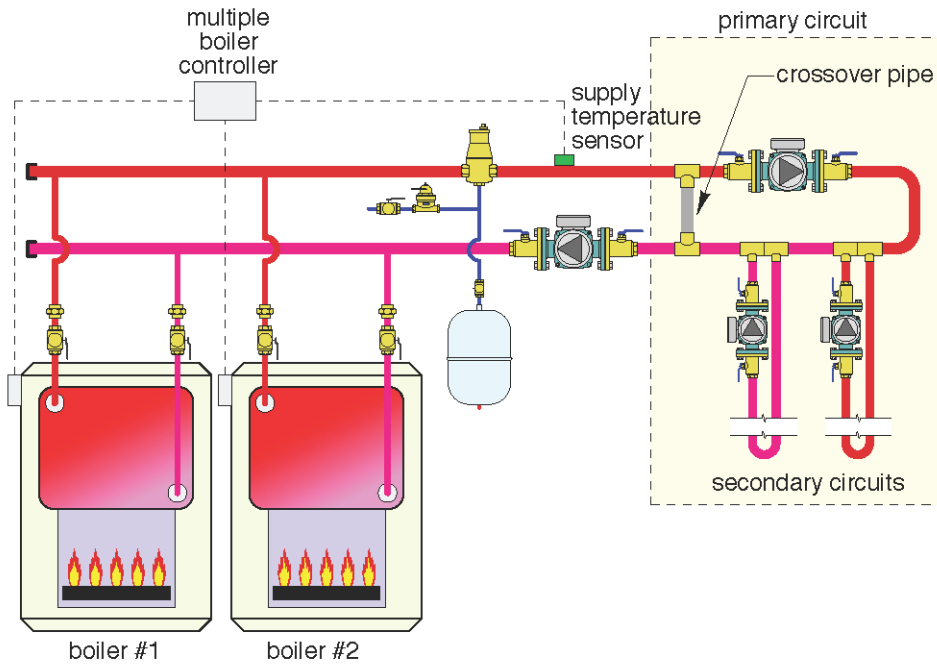 multiple
boiler
controller
primary circuit
crossover pipe
supply
temperature
sensor
secondary circuits
boiler #1
boiler #2